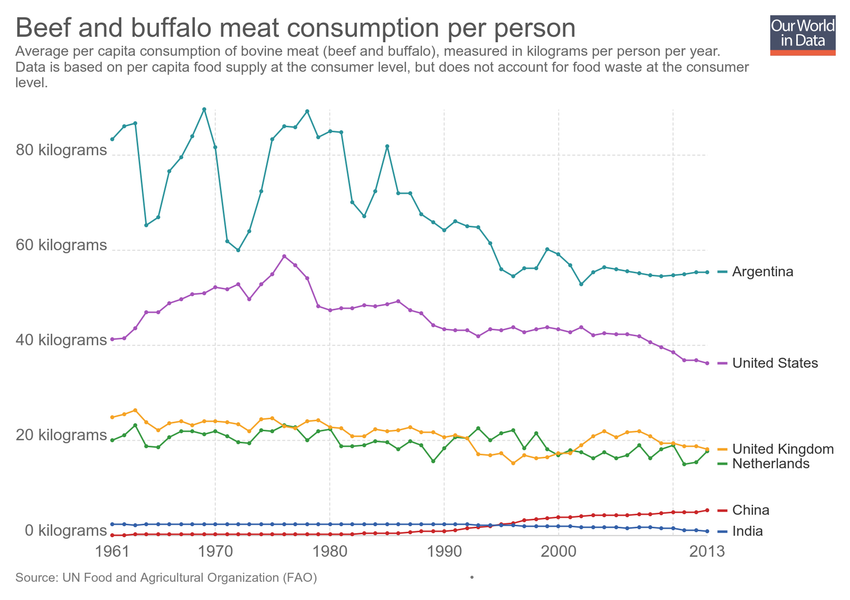 Beef and buffalo meat consumption per person
Our World
in Data
Average per capita consumption of bovine meat (beef and buffalo), measured in kilograms per person per year.
Data is based on per capita food supply at the consumer level, but does not account for food waste at the consumer
level.
80 kilograms
60 kilograms
40 kilograms
20 kilograms
0 kilograms
Argentina
United States
United Kingdom
Netherlands
China
India
1961
1970
1980
1990
2000
2013
Source: UN Food and Agricultural Organization (FAO)
•